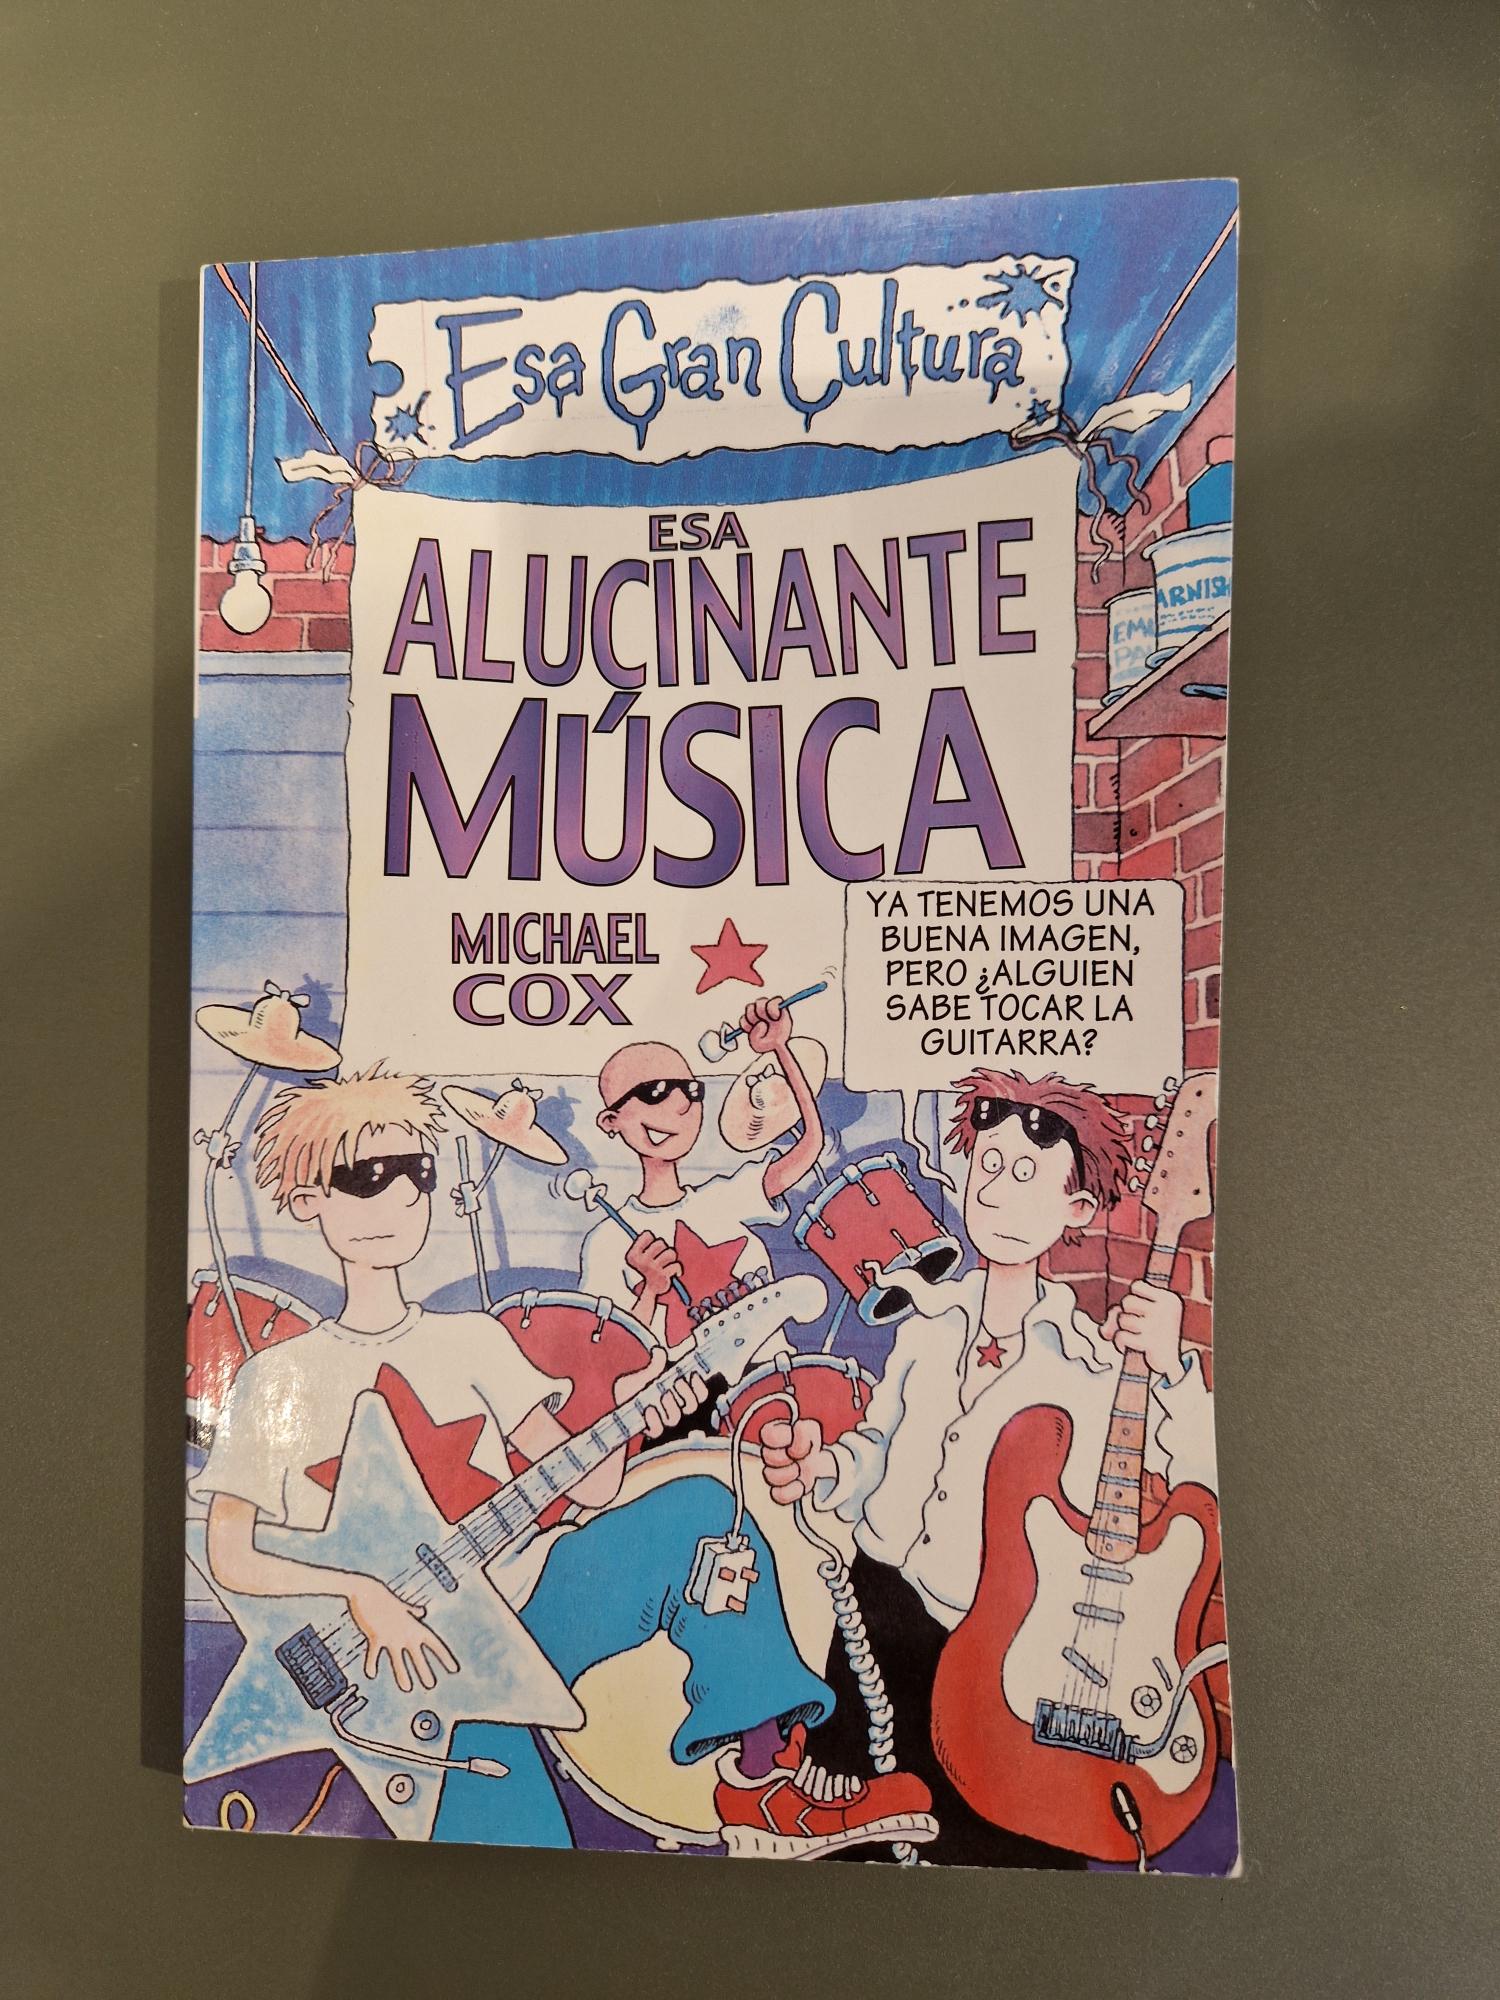 Esa Gran Cultura
ESA
ALUCINANTE
MÚSICA
MICHAEL
COX
YA TENEMOS UNA
BUENA IMAGEN,
PERO ¿ALGUIEN
SABE TOCAR LA
GUITARRA?